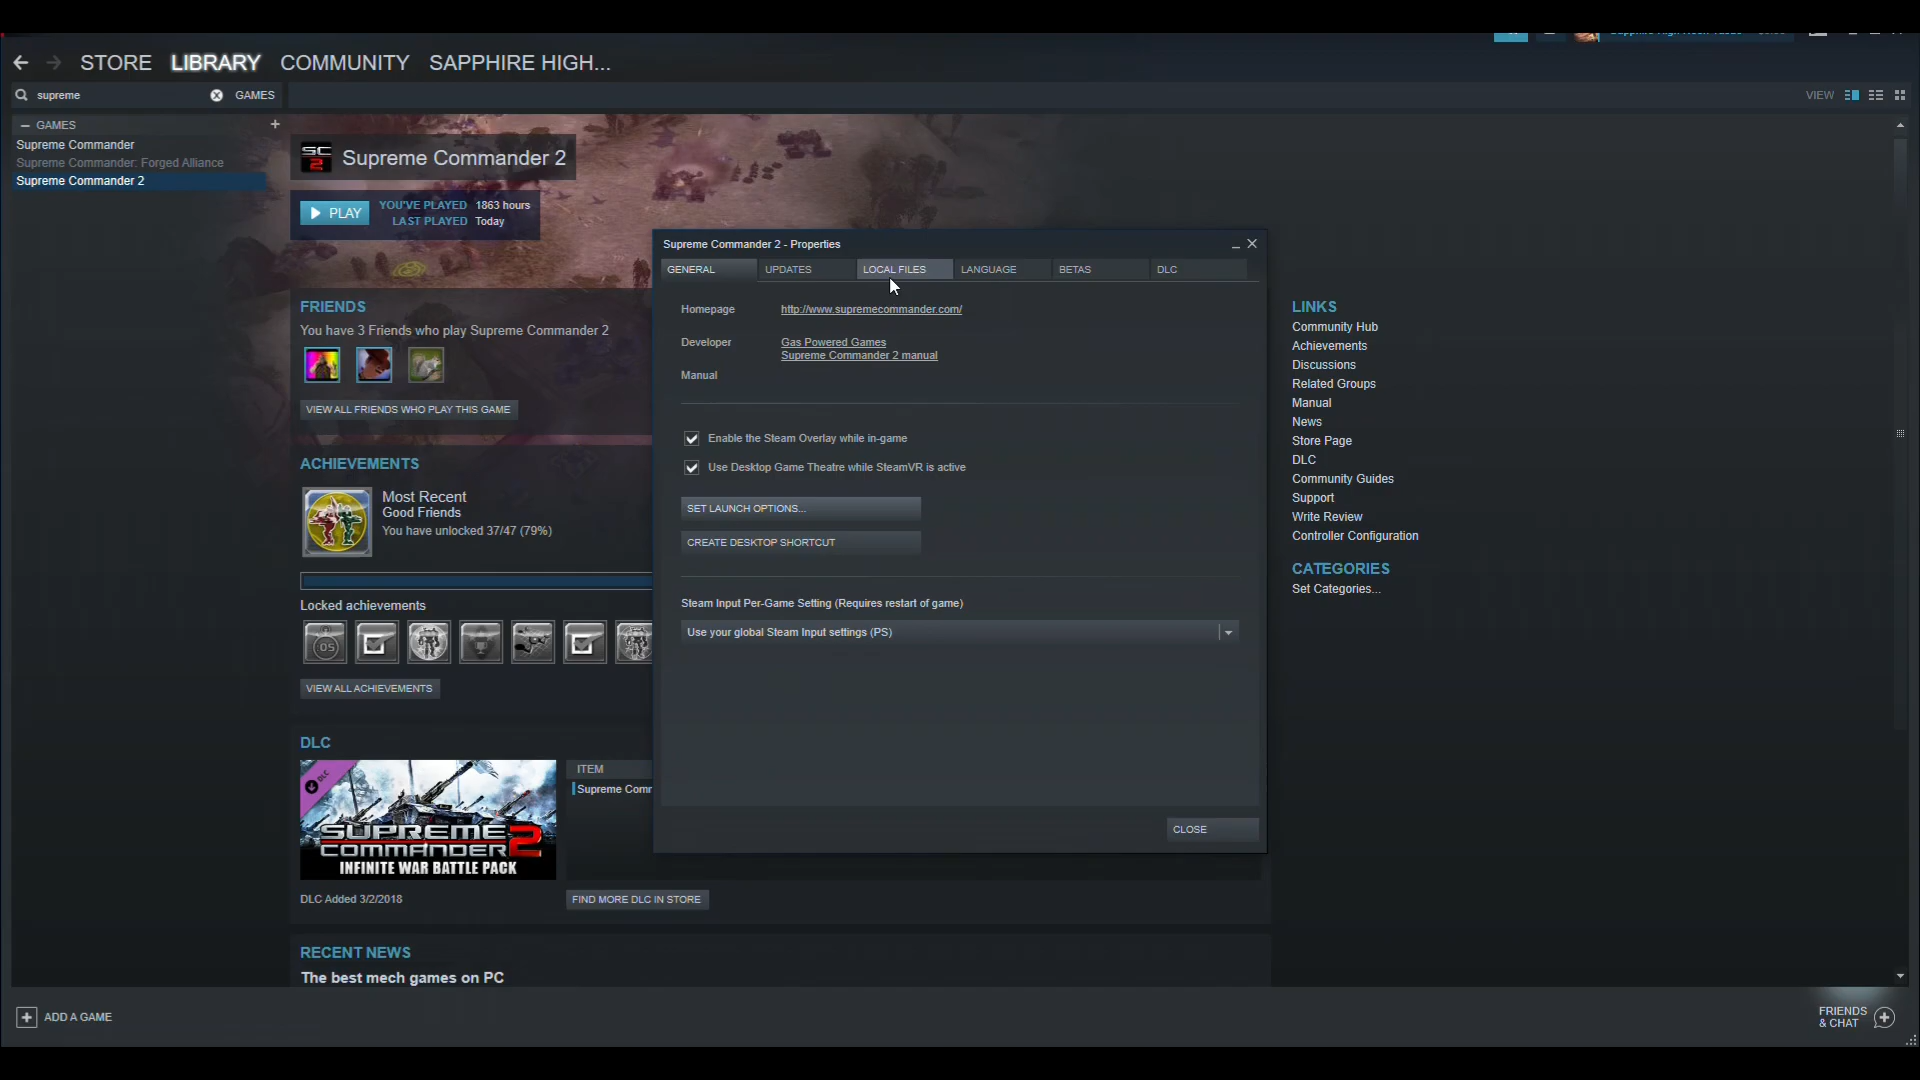 STORE LIBRARY COMMUNITY SAPPHIRE HIGH...
supreme GAMES VIEW
GAMES +
Supreme Commander
Supreme Commander: Forged Alliance
Supreme Commander 2
SC 2 Supreme Commander 2
PLAY YOU'VE PLAYED 1863 hours
LAST PLAYED Today
FRIENDS
You have 3 Friends who play Supreme Commander 2
VIEW ALL FRIENDS WHO PLAY THIS GAME
ACHIEVEMENTS
Most Recent
Good Friends
You have unlocked 37/47 (79%)
Locked achievements
05
VIEW ALL ACHIEVEMENTS
DLC
DLC
SUPREME
COMMANDER 2
INFINITE WAR BATTLE PACK
DLC Added 3/2/2018
ITEM
Supreme Comm
FIND MORE DLC IN STORE
RECENT NEWS
The best mech games on PC
Supreme Commander 2 - Properties
GENERAL UPDATES LOCAL FILES LANGUAGE BETAS DLC
Homepage http://www.supremecommander.com/
Developer Gas Powered Games
Supreme Commander 2 manual
Manual
Enable the Steam Overlay while in-game
Use Desktop Game Theatre while SteamVR is active
SET LAUNCH OPTIONS...
CREATE DESKTOP SHORTCUT
Steam Input Per-Game Setting (Requires restart of game)
Use your global Steam Input settings (PS)
CLOSE
LINKS
Community Hub
Achievements
Discussions
Related Groups
Manual
News
Store Page
DLC
Community Guides
Support
Write Review
Controller Configuration
CATEGORIES
Set Categories...
+ ADD A GAME
FRIENDS
& CHAT